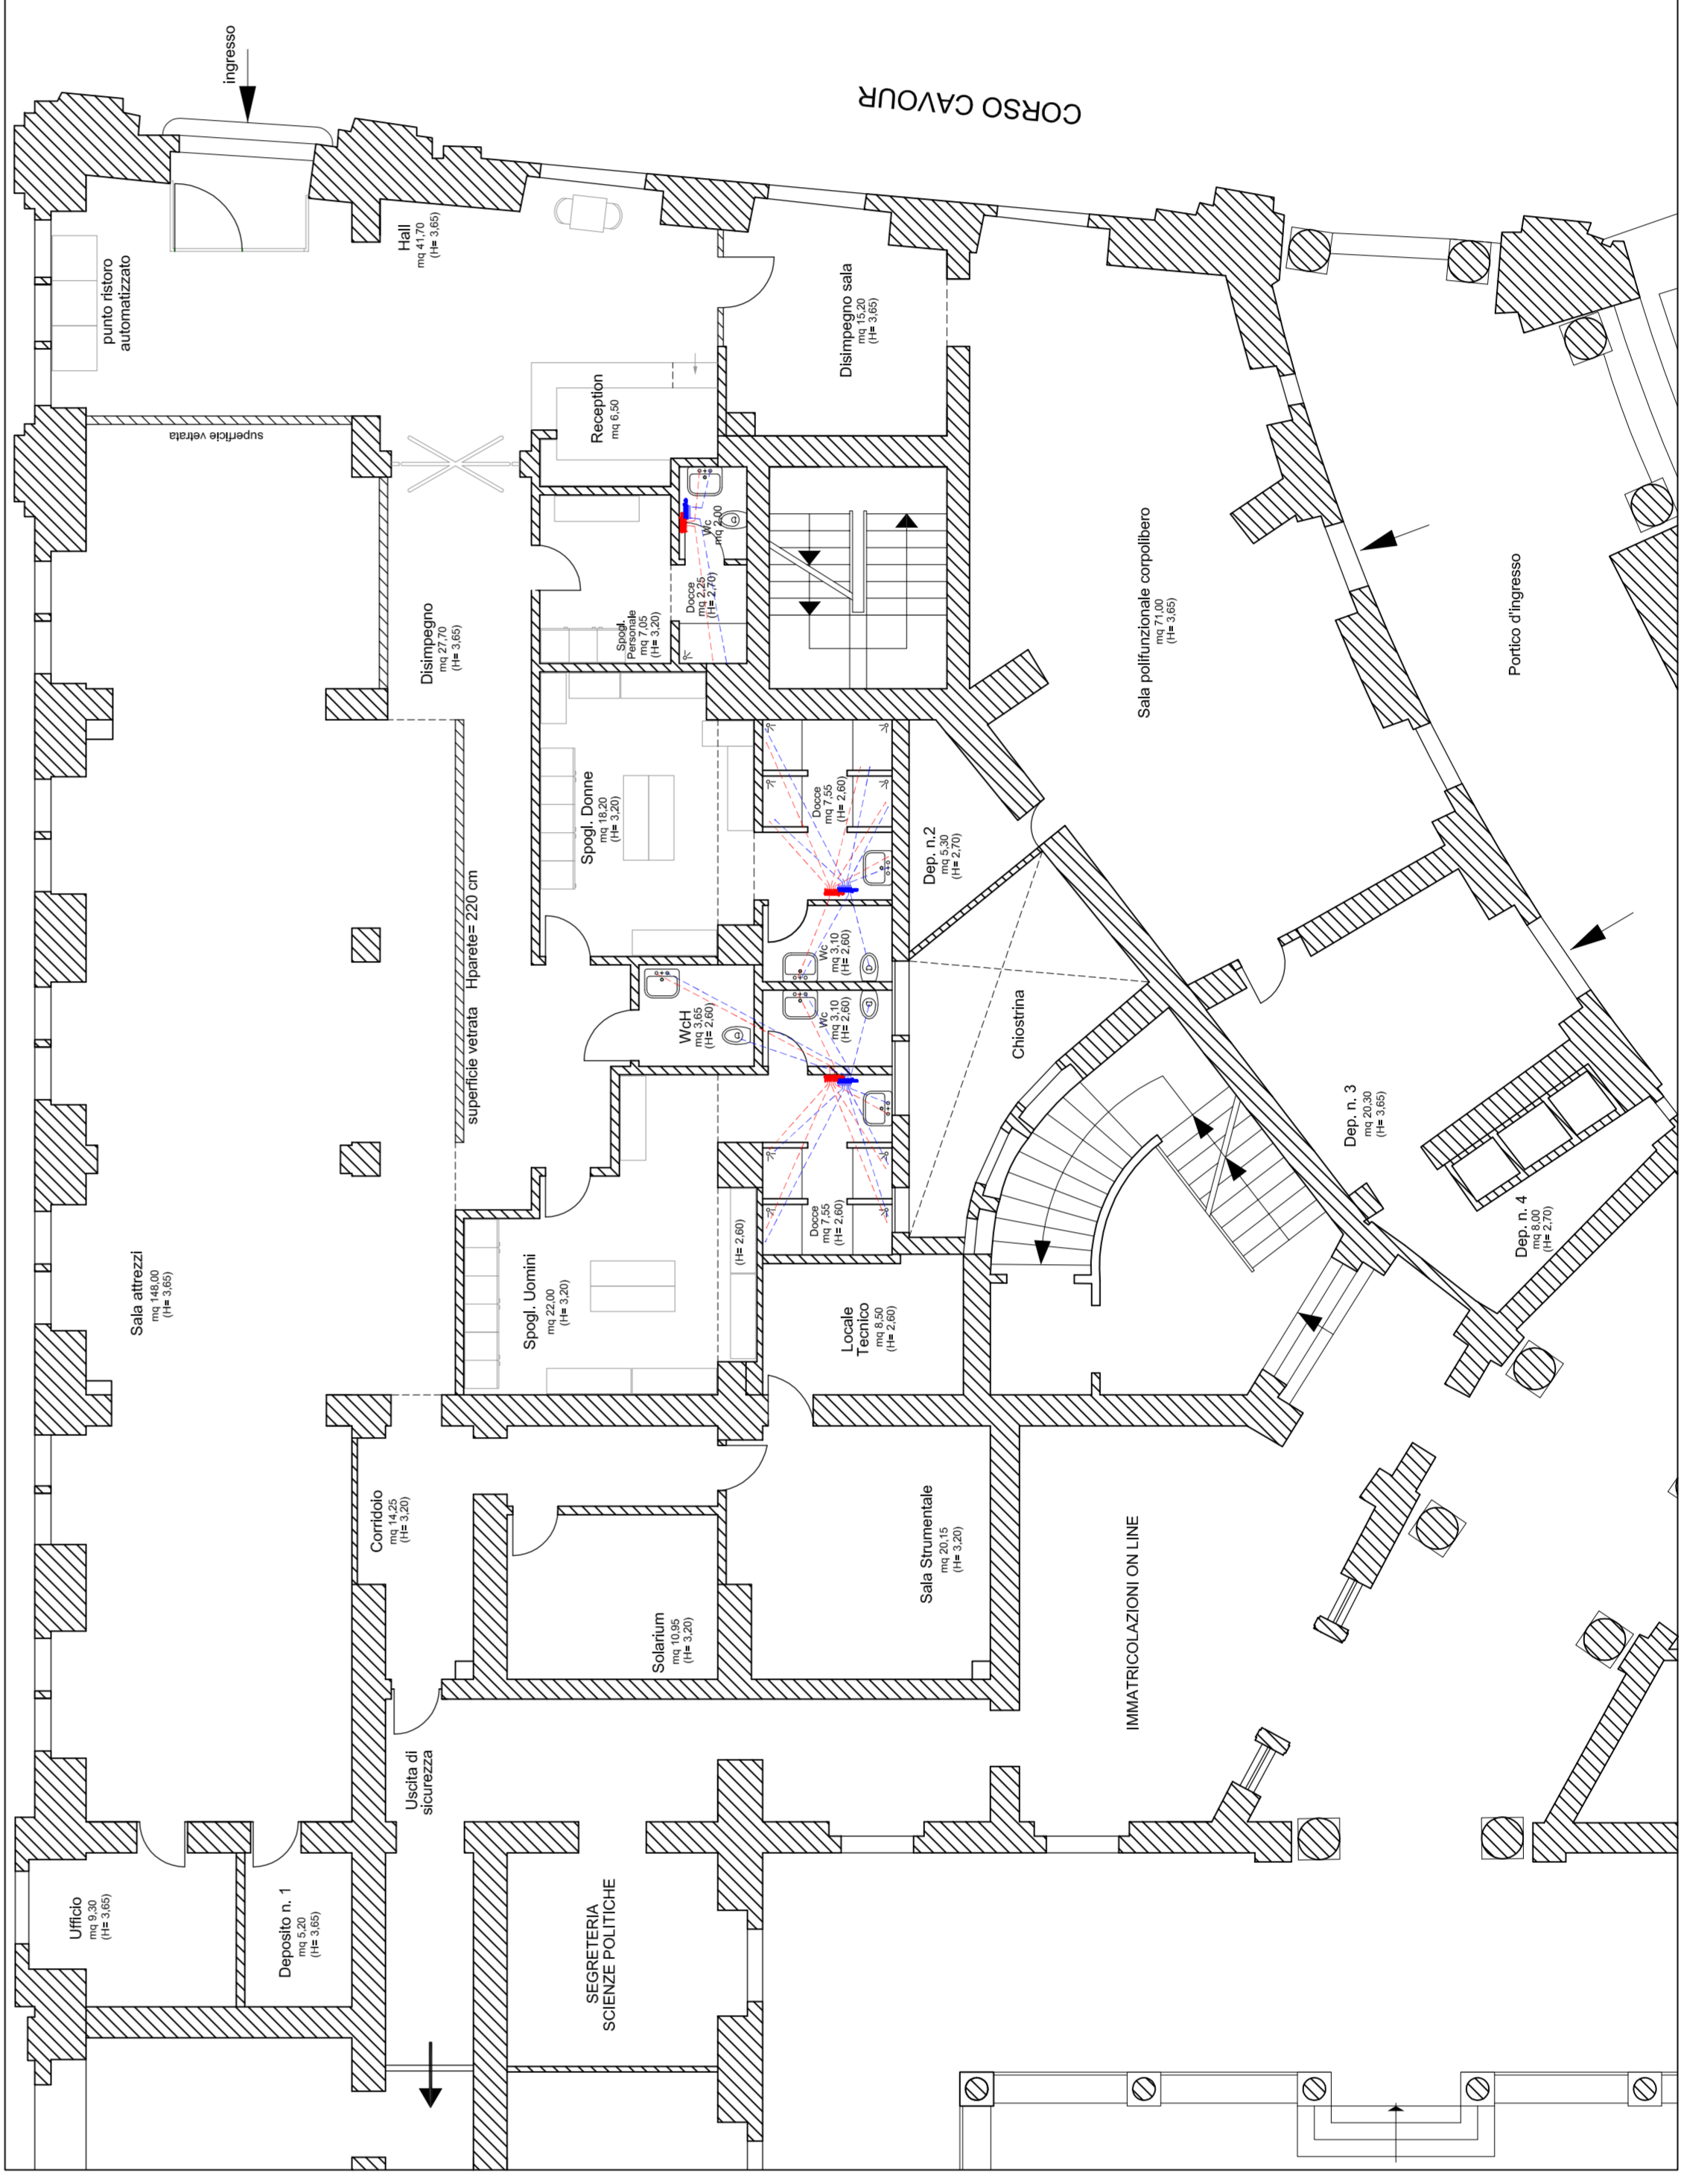 ingresso
CORSO CAVOUR
punto ristoro
automatizzato
Hall
mq 41,70
(H= 3,65)
superficie vetrata
Reception
mq 6,50
Disimpegno sala
mq 15,20
(H= 3,65)
Wc
mq 2,00
Docce
mq 2,25
(H= 2,70)
Spogl.
Personale
mq 7,05
(H= 3,20)
Disimpegno
mq 27,70
(H= 3,65)
Sala polifunzionale corpolibero
mq 71,00
(H= 3,65)
Portico d'ingresso
Spogl. Donne
mq 18,20
(H= 3,20)
Docce
mq 7,55
(H= 2,60)
Dep. n.2
mq 5,30
(H= 2,70)
superficie vetrata Hparete= 220 cm
Wc
mq 3,10
(H= 2,60)
Wc
mq 3,10
(H= 2,60)
WcH
mq 3,65
(H= 2,60)
Chiostrina
Dep. n. 3
mq 20,30
(H= 3,65)
Dep. n. 4
mq 8,00
(H= 2,70)
Sala attrezzi
mq 148,00
(H= 3,65)
Spogl. Uomini
mq 22,00
(H= 3,20)
(H= 2,60)
Docce
mq 7,55
(H= 2,60)
Locale
Tecnico
mq 8,50
(H= 2,60)
Corridoio
mq 14,25
(H= 3,20)
Solarium
mq 10,95
(H= 3,20)
Sala Strumentale
mq 20,15
(H= 3,20)
IMMATRICOLAZIONI ON LINE
Uscita di
sicurezza
Ufficio
mq 9,30
(H= 3,65)
Deposito n. 1
mq 5,20
(H= 3,65)
SEGRETERIA
SCIENZE POLITICHE